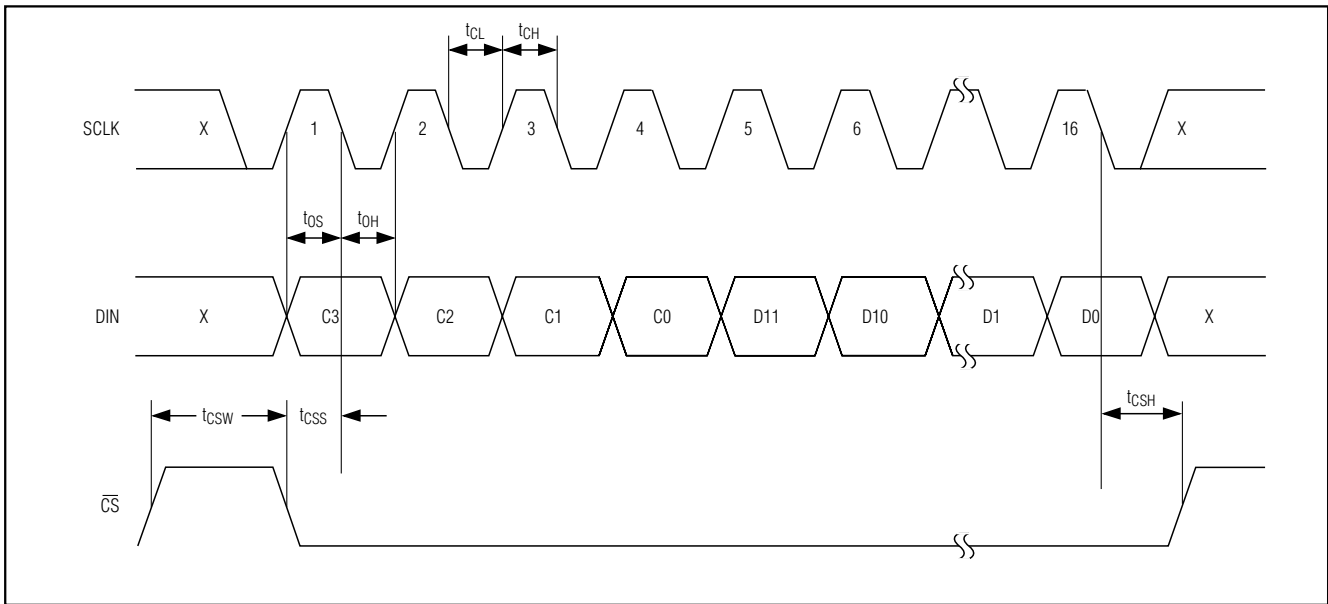 tCL tCH
SCLK X 1 2 3 4 5 6 16 X
tOS tOH
DIN X C3 C2 C1 C0 D11 D10 D1 D0 X
tCSW tCSS tCSH
CS